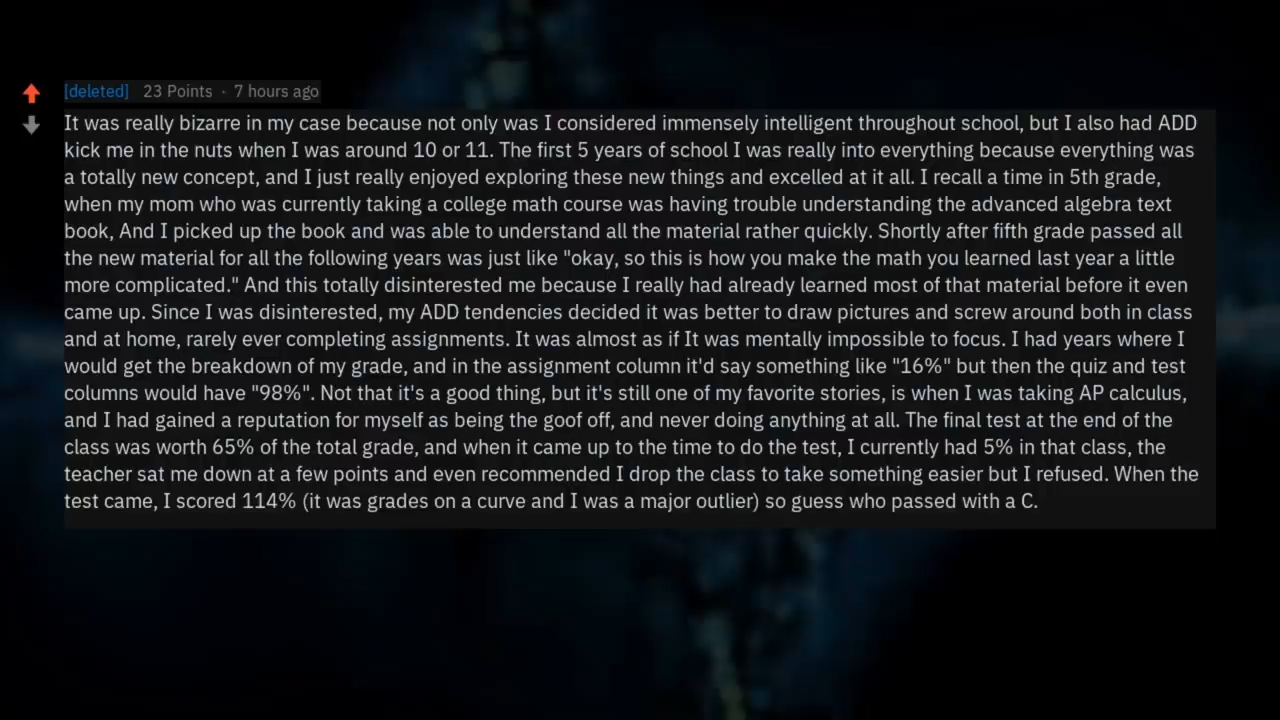 [deleted] 23 Points · 7 hours ago
It was really bizarre in my case because not only was I considered immensely intelligent throughout school, but I also had ADD
kick me in the nuts when I was around 10 or 11. The first 5 years of school I was really into everything because everything was
a totally new concept, and I just really enjoyed exploring these new things and excelled at it all. I recall a time in 5th grade,
when my mom who was currently taking a college math course was having trouble understanding the advanced algebra text
book, And I picked up the book and was able to understand all the material rather quickly. Shortly after fifth grade passed all
the new material for all the following years was just like "okay, so this is how you make the math you learned last year a little
more complicated." And this totally disinterested me because I really had already learned most of that material before it even
came up. Since I was disinterested, my ADD tendencies decided it was better to draw pictures and screw around both in class
and at home, rarely ever completing assignments. It was almost as if It was mentally impossible to focus. I had years where I
would get the breakdown of my grade, and in the assignment column it'd say something like "16%" but then the quiz and test
columns would have "98%". Not that it's a good thing, but it's still one of my favorite stories, is when I was taking AP calculus,
and I had gained a reputation for myself as being the goof off, and never doing anything at all. The final test at the end of the
class was worth 65% of the total grade, and when it came up to the time to do the test, I currently had 5% in that class, the
teacher sat me down at a few points and even recommended I drop the class to take something easier but I refused. When the
test came, I scored 114% (it was grades on a curve and I was a major outlier) so guess who passed with a C.